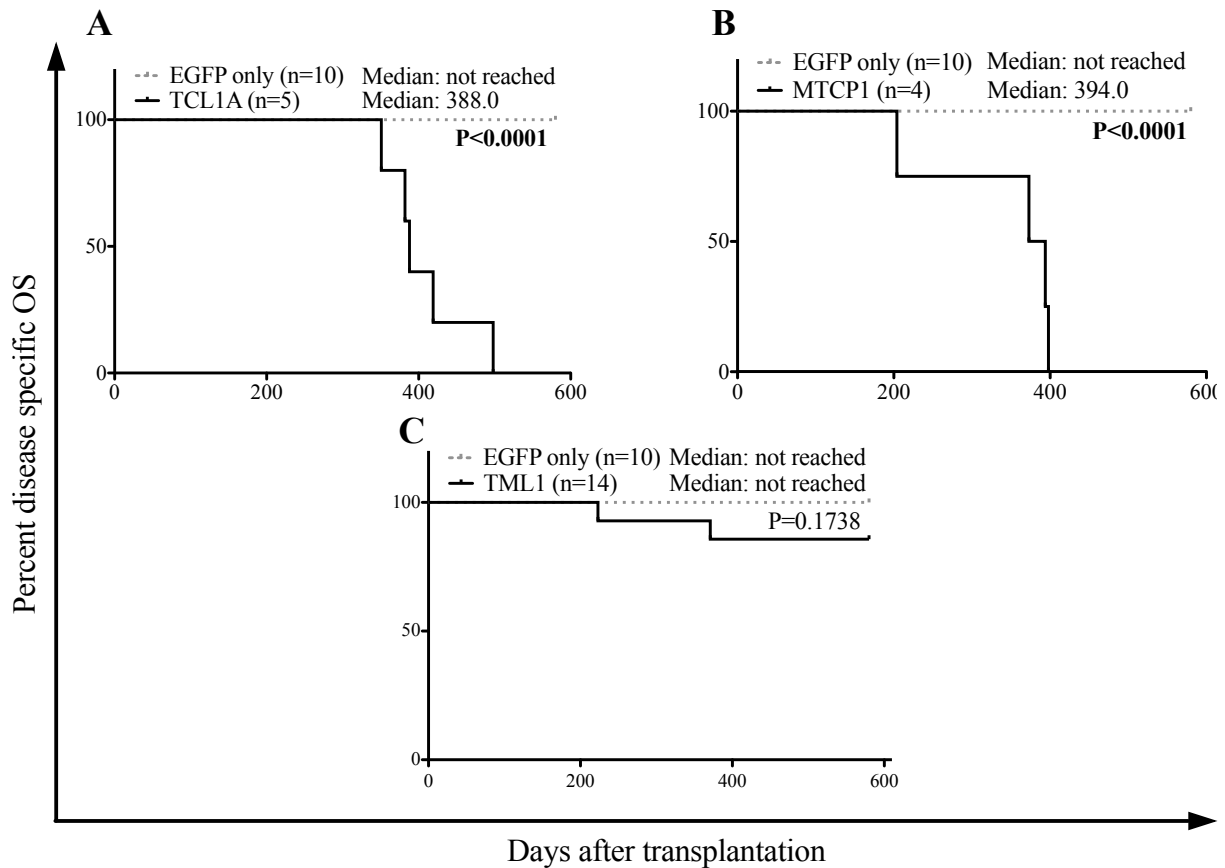 A
EGFP only (n=10) Median: not reached
TCL1A (n=5) Median: 388.0
P<0.0001
100
50
0
0 200 400 600
B
EGFP only (n=10) Median: not reached
MTCP1 (n=4) Median: 394.0
P<0.0001
100
50
0
0 200 400 600
C
EGFP only (n=10) Median: not reached
TML1 (n=14) Median: not reached
P=0.1738
100
50
0
0 200 400 600
Percent disease specific OS
Days after transplantation